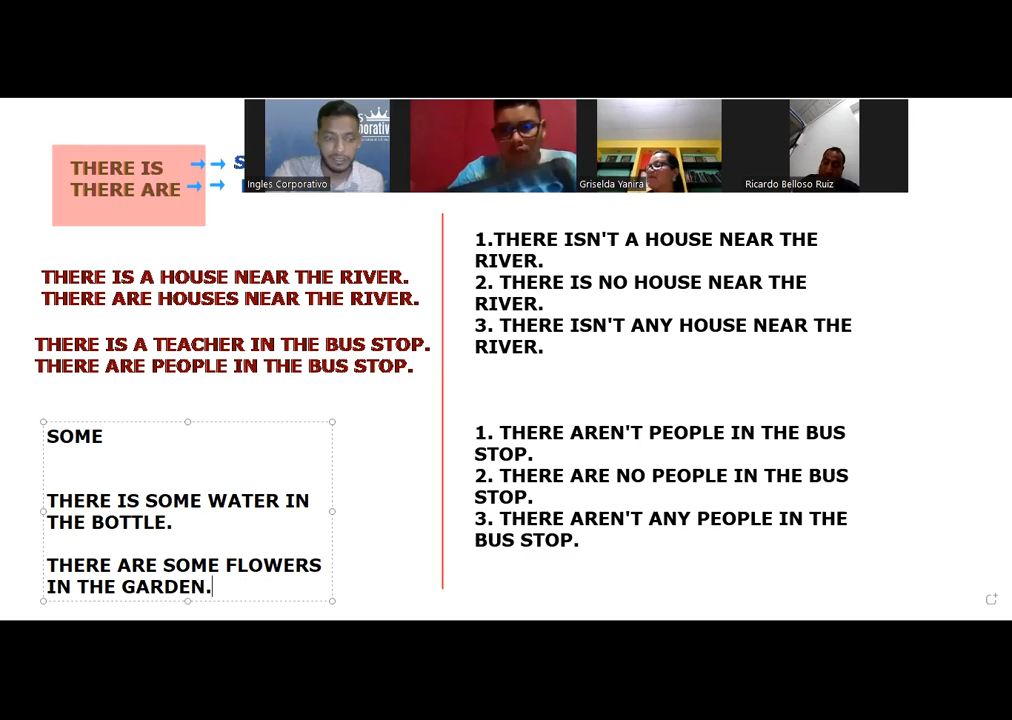 THERE IS
THERE ARE
S
orativo
Ingles Corporativo
Griselda Yanira
Ricardo Belloso Ruiz
THERE IS A HOUSE NEAR THE RIVER.
THERE ARE HOUSES NEAR THE RIVER.
THERE IS A TEACHER IN THE BUS STOP.
THERE ARE PEOPLE IN THE BUS STOP.
SOME
THERE IS SOME WATER IN
THE BOTTLE.
THERE ARE SOME FLOWERS
IN THE GARDEN.
1.THERE ISN'T A HOUSE NEAR THE
RIVER.
2. THERE IS NO HOUSE NEAR THE
RIVER.
3. THERE ISN'T ANY HOUSE NEAR THE
RIVER.
1. THERE AREN'T PEOPLE IN THE BUS
STOP.
2. THERE ARE NO PEOPLE IN THE BUS
STOP.
3. THERE AREN'T ANY PEOPLE IN THE
BUS STOP.